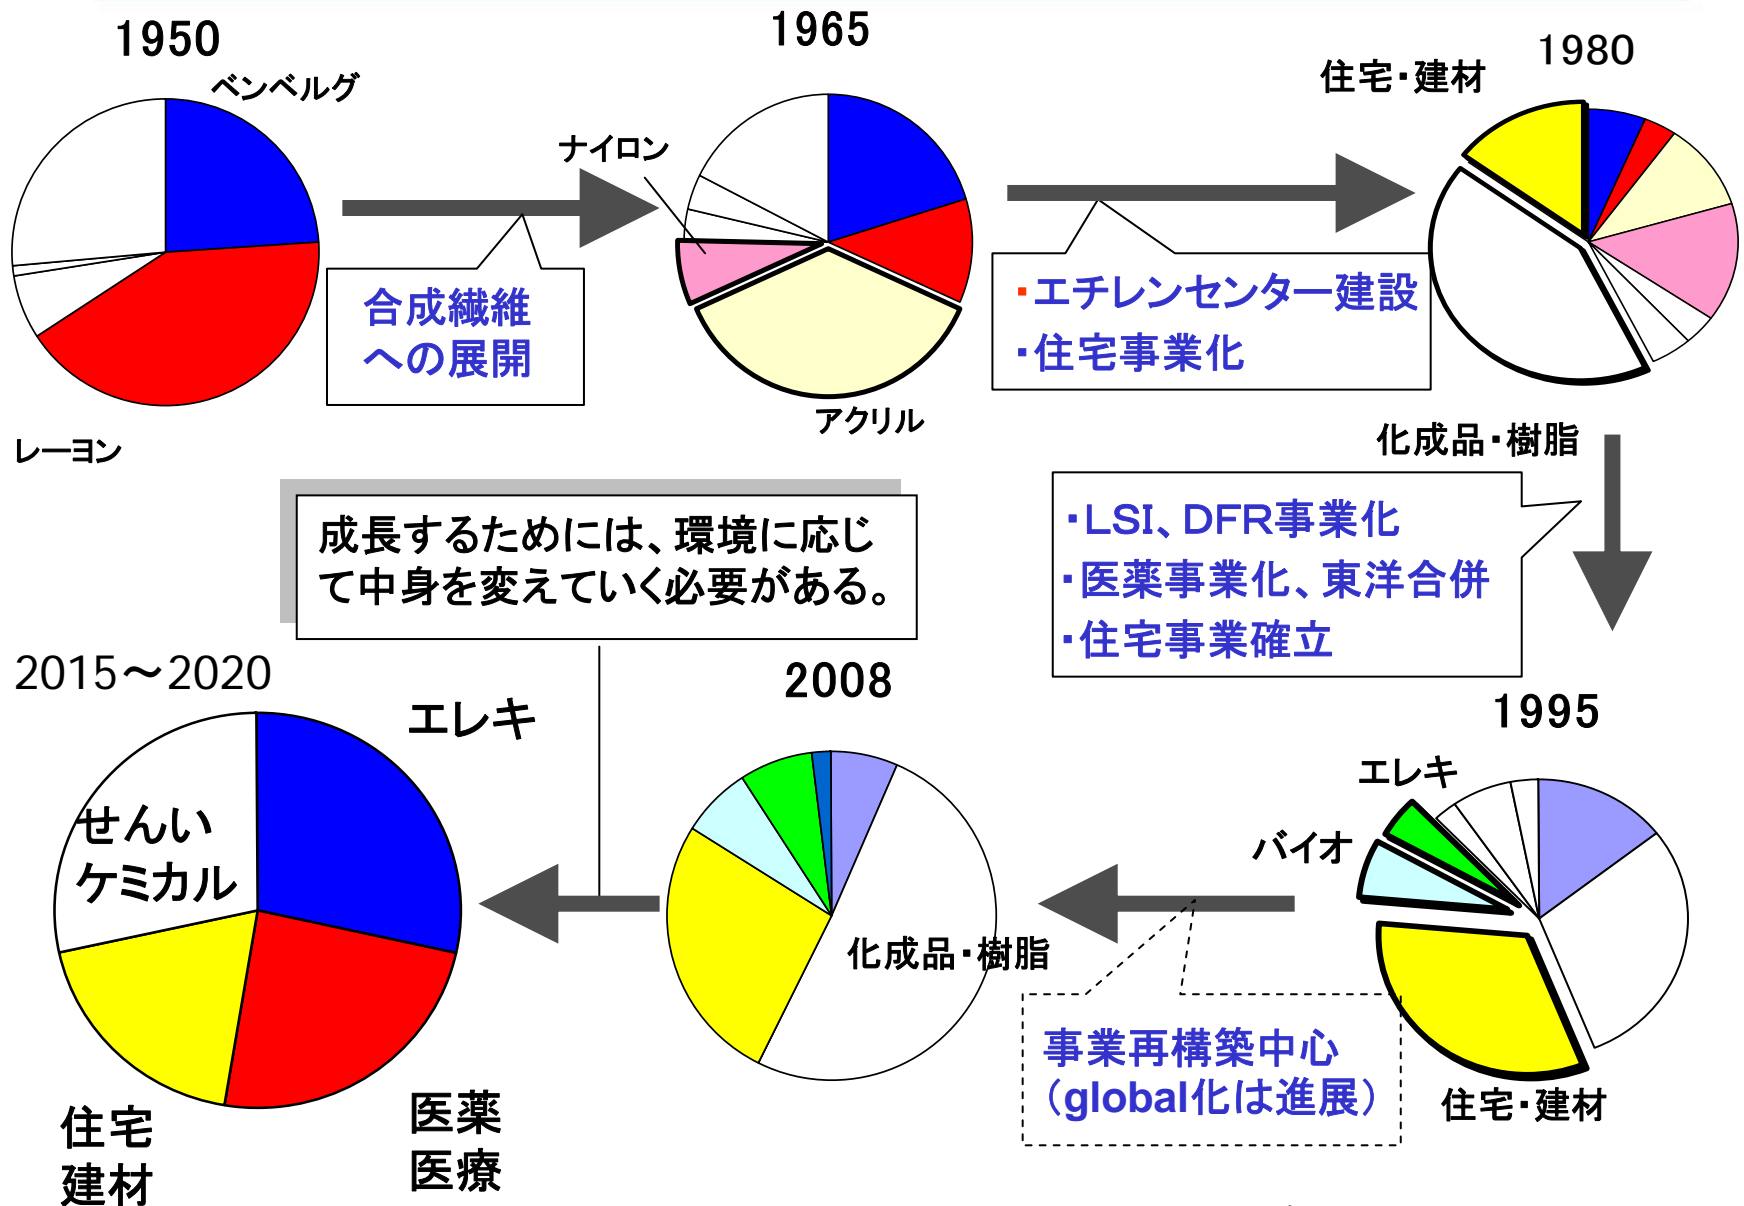 1950
ベンベルグ
レーヨン
合成繊維
への展開
1965
ナイロン
アクリル
・エチレンセンター建設
・住宅事業化
1980
住宅・建材
化成品・樹脂
・LSI、DFR事業化
・医薬事業化、東洋合併
・住宅事業確立
1995
エレキ
バイオ
住宅・建材
事業再構築中心
(global化は進展)
2008
化成品・樹脂
成長するためには、環境に応じ
て中身を変えていく必要がある。
2015～2020
エレキ
せんい
ケミカル
住宅
建材
医薬
医療